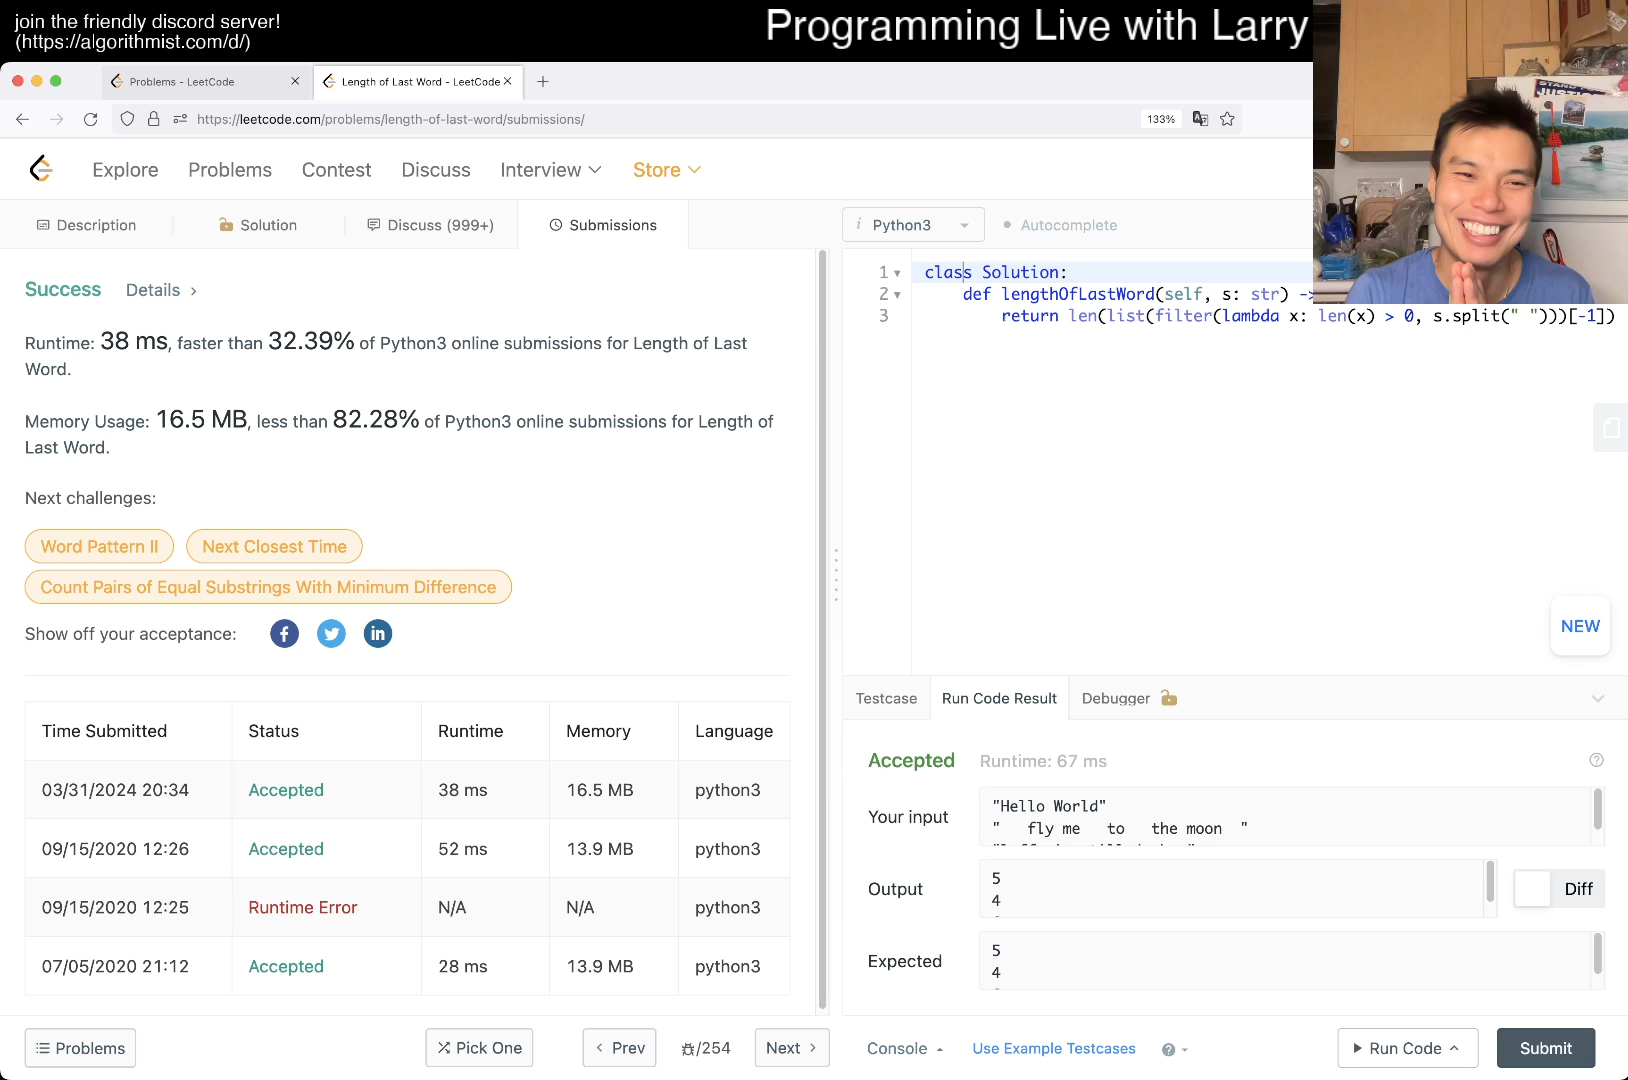 join the friendly discord server!
(https://algorithmist.com/d/)
Programming Live with Larry
Problems - LeetCode
Length of Last Word - LeetCode
https://leetcode.com/problems/length-of-last-word/submissions/
133%
Explore
Problems
Contest
Discuss
Interview
Store
Description
Solution
Discuss (999+)
Submissions
Success
Details
Runtime: 38 ms, faster than 32.39% of Python3 online submissions for Length of Last
Word.
Memory Usage: 16.5 MB, less than 82.28% of Python3 online submissions for Length of
Last Word.
Next challenges:
Word Pattern II
Next Closest Time
Count Pairs of Equal Substrings With Minimum Difference
Show off your acceptance:
Time Submitted Status Runtime Memory Language
03/31/2024 20:34 Accepted 38 ms 16.5 MB python3
09/15/2020 12:26 Accepted 52 ms 13.9 MB python3
09/15/2020 12:25 Runtime Error N/A N/A python3
07/05/2020 21:12 Accepted 28 ms 13.9 MB python3
Problems
Pick One
Prev
/254
Next
i Python3
Autocomplete
1 class Solution:
2 def lengthOfLastWord(self, s: str) ->
3 return len(list(filter(lambda x: len(x) > 0, s.split(" ")))[-1])
NEW
Testcase
Run Code Result
Debugger
Accepted
Runtime: 67 ms
Your input
"Hello World"
"   fly me   to   the moon  "
Output
5
4
Diff
Expected
5
4
Console
Use Example Testcases
Run Code
Submit